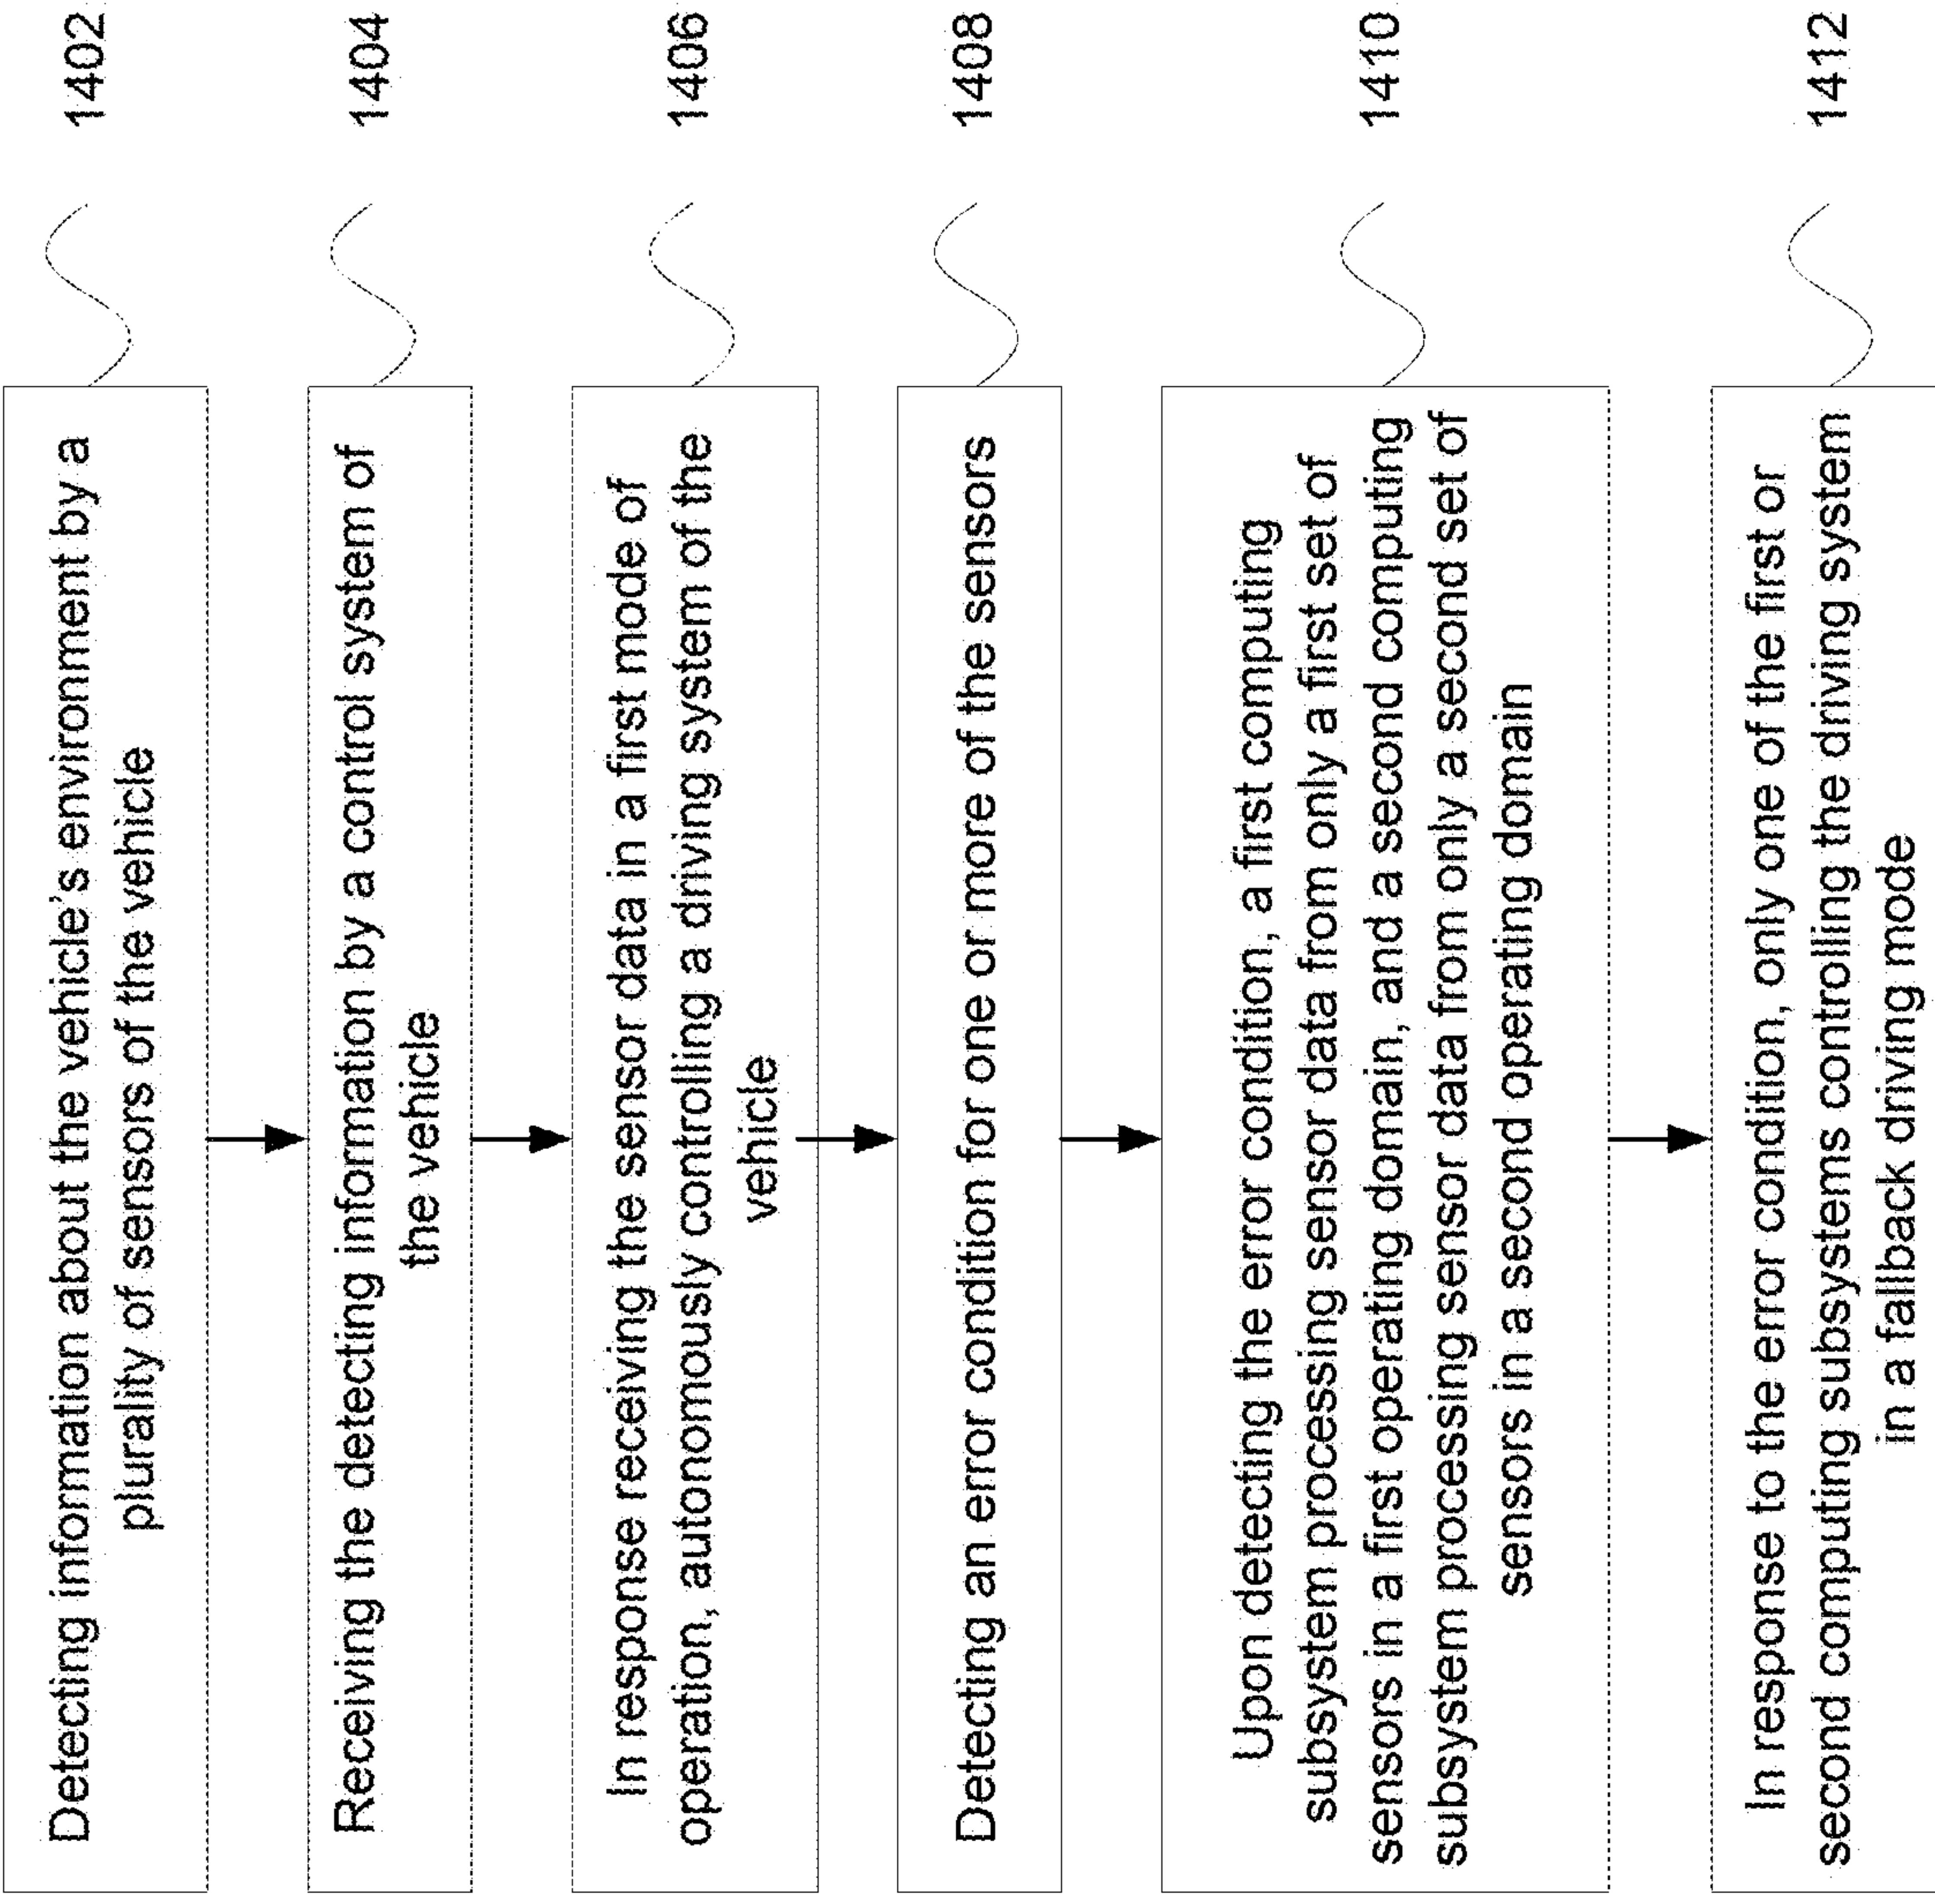 Detecting information about the vehicle's environment by a
plurality of sensors of the vehicle
1402
Receiving the detecting information by a control system of
the vehicle
1404
In response receiving the sensor data in a first mode of
operation, autonomously controlling a driving system of the
vehicle
1406
Detecting an error condition for one or more of the sensors
1408
Upon detecting the error condition, a first computing
subsystem processing sensor data from only a first set of
sensors in a first operating domain, and a second computing
subsystem processing sensor data from only a second set of
sensors in a second operating domain
1410
In response to the error condition, only one of the first or
second computing subsystems controlling the driving system
in a fallback driving mode
1412